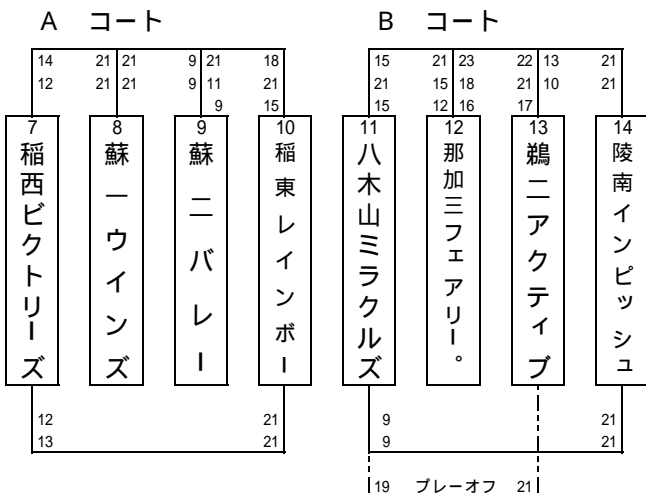 A コート B コート
14 21 21 9 21 18 15 21 23 22 13 21
12 21 21 9 11 21 21 15 18 21 10 21
9 15 15 12 16 17
7 8 9 10 11 12 13 14
稲西ビクトリーズ
蘇一ウインズ
蘇二バレー
稲東レインボー
八木山ミラクルズ
那加三フェアリー。
鵜二アクティブ
陵南インピッシュ
12 21 9 21
13 21 9 21
19 プレーオフ 21